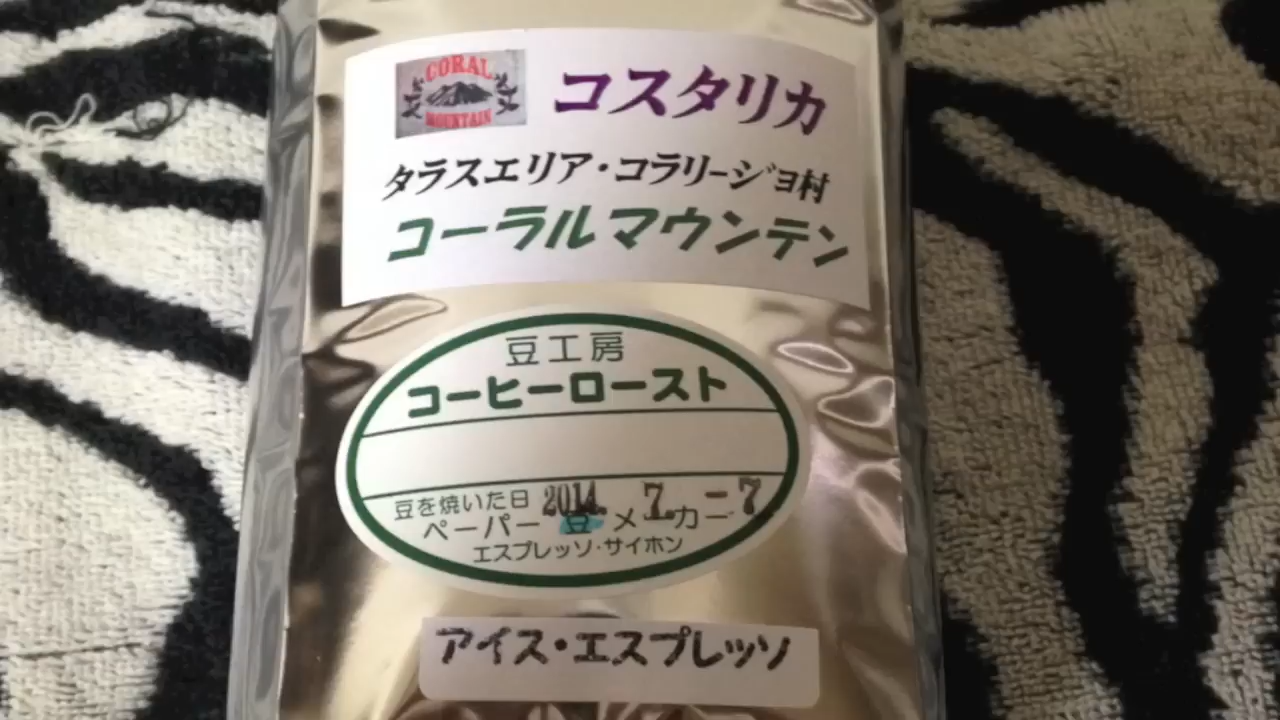 CORAL
MOUNTAIN
コスタリカ
タラスエリア・コラリージョ村
コーラルマウンテン
豆工房
コーヒーロースト
豆を焼いた日 2014. 7. -7
ペーパー 豆 メ カ ニ
エスプレッソ・サイホン
アイス・エスプレッソ